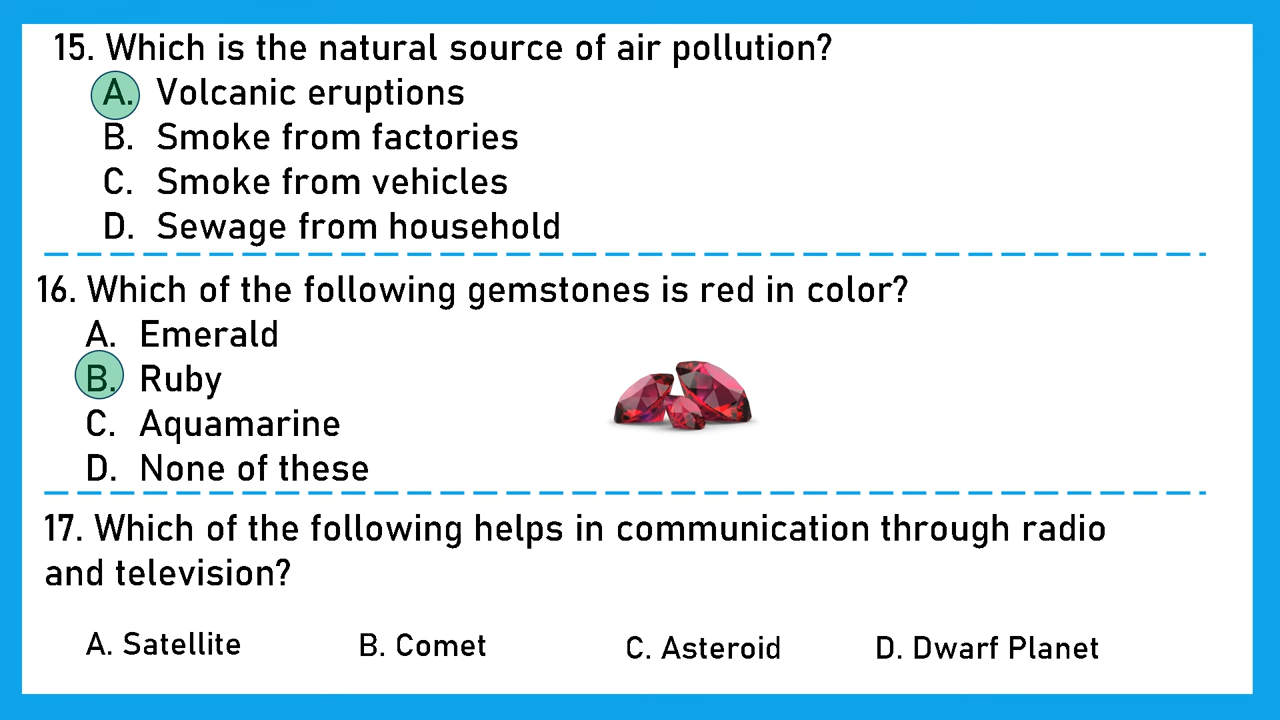 15. Which is the natural source of air pollution?
A. Volcanic eruptions
B. Smoke from factories
C. Smoke from vehicles
D. Sewage from household
16. Which of the following gemstones is red in color?
A. Emerald
B. Ruby
C. Aquamarine
D. None of these
17. Which of the following helps in communication through radio
and television?
A. Satellite B. Comet C. Asteroid D. Dwarf Planet